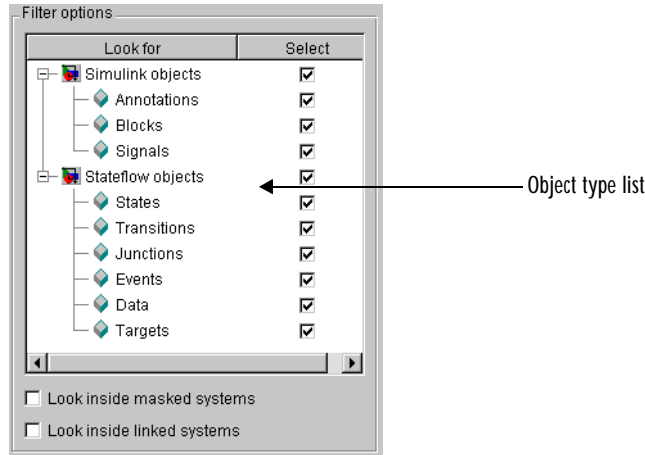 Filter options
Look for Select
Simulink objects
Annotations
Blocks
Signals
Stateflow objects
Object type list
States
Transitions
Junctions
Events
Data
Targets
Look inside masked systems
Look inside linked systems